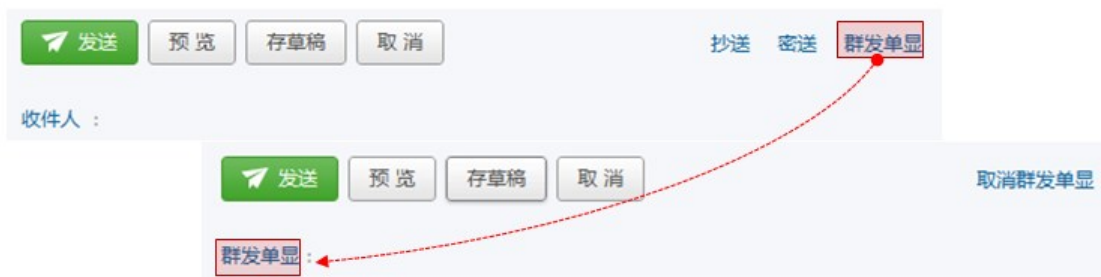 发送 预 览 存草稿 取 消 抄送 密送 群发单显
收件人 :
发送 预 览 存草稿 取 消 取消群发单显
群发单显 :